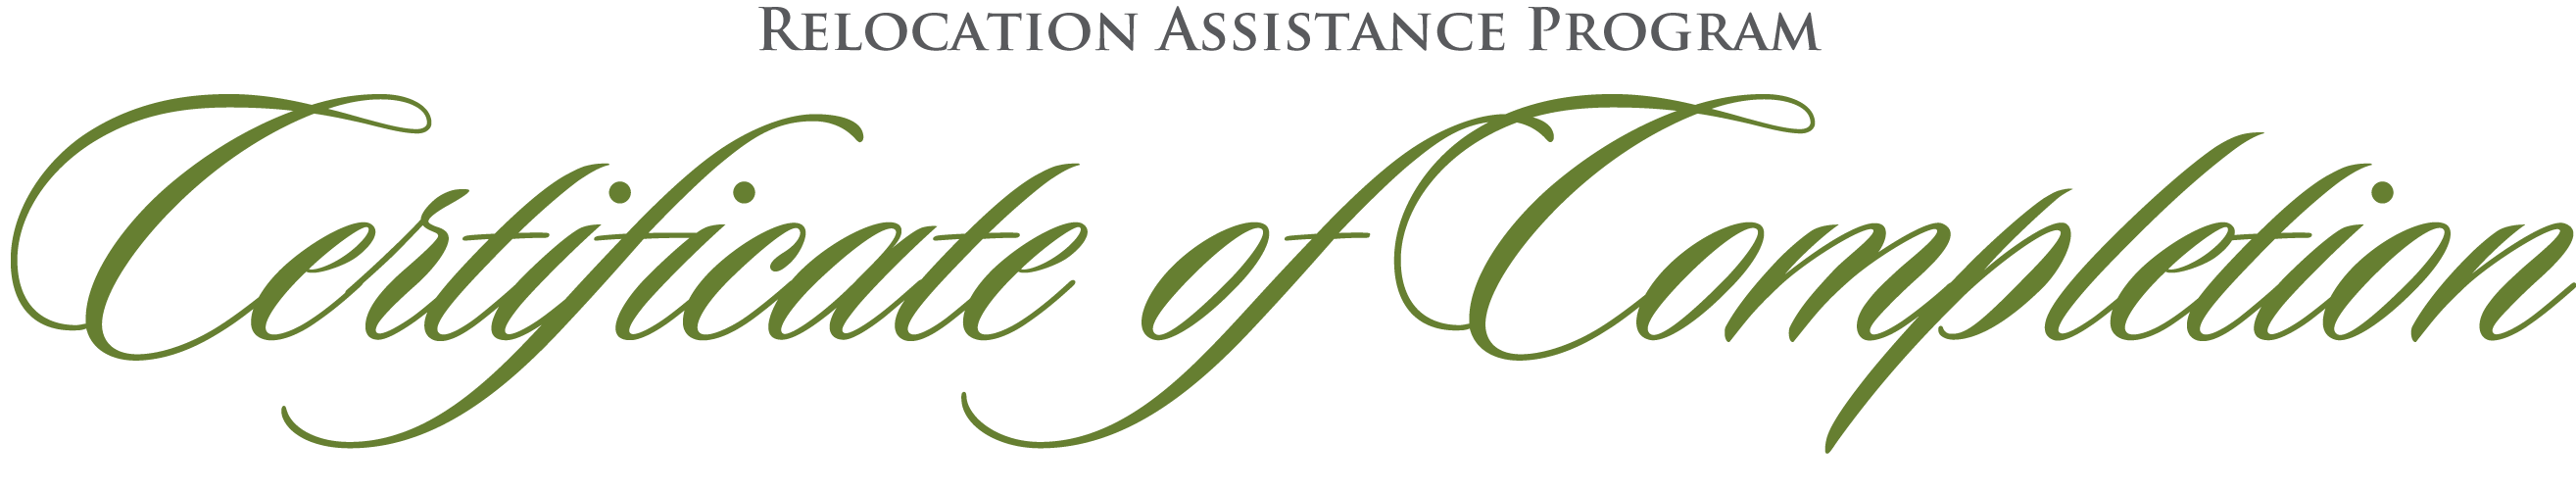 Relocation Assistance Program
Certificate of Completion